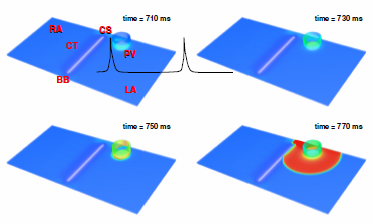 time = 710 ms
time = 730 ms
RA
CS
CT
PV
BB
LA
time = 750 ms
time = 770 ms